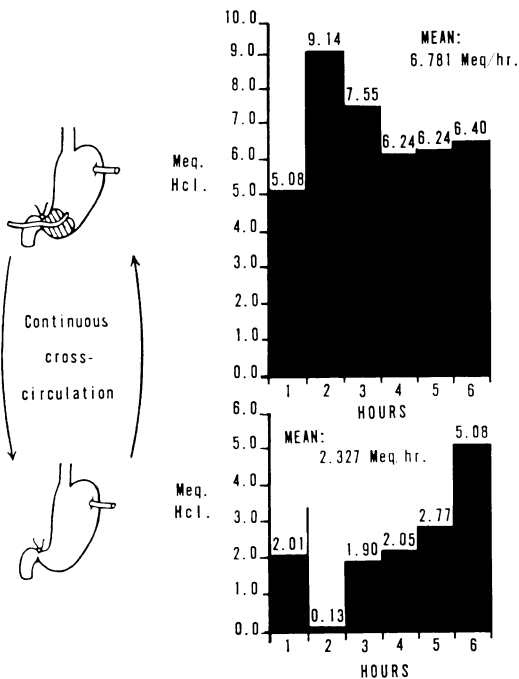 10.0
9.0
8.0
7.0
6.0
5.0
4.0
3.0
2.0
1.0
0.0
Meq.
Hcl.
MEAN:
6.781 Meq/hr.
5.08
9.14
7.55
6.24
6.24
6.40
1 2 3 4 5 6
HOURS
Continuous
cross-
circulation
6.0
5.0
4.0
3.0
2.0
1.0
0.0
Meq.
Hcl.
MEAN:
2.327 Meq. hr.
2.01
0.13
1.90
2.05
2.77
5.08
1 2 3 4 5 6
HOURS